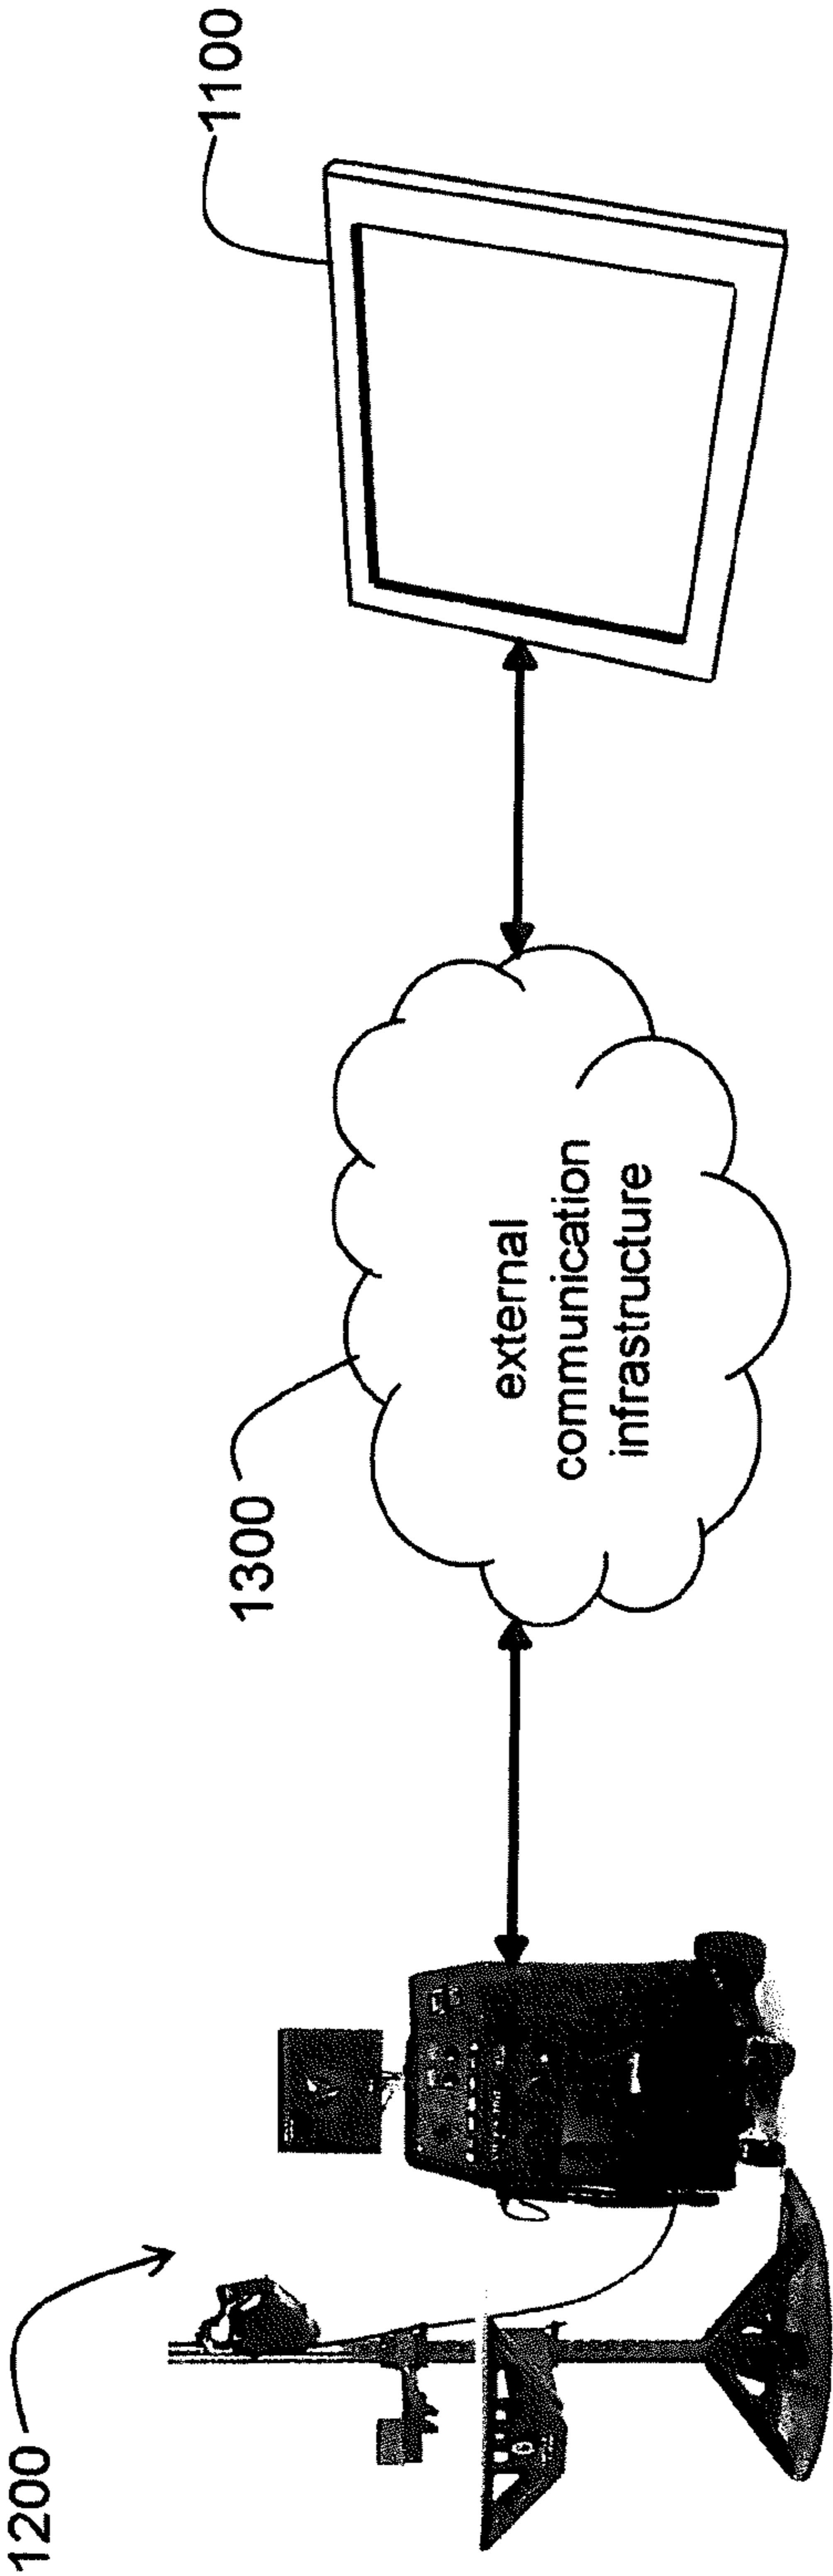 1200
1300
external
communication
infrastructure
1100